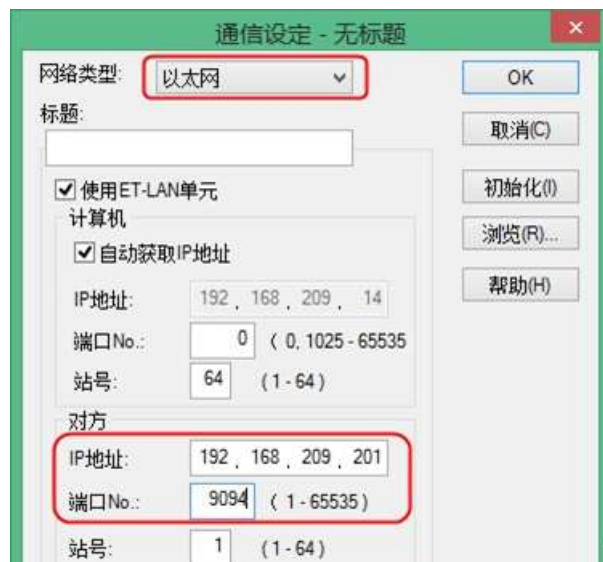 通信设定 - 无标题
网络类型: 以太网
OK
标题:
取消(C)
使用ET-LAN单元
初始化(I)
计算机
自动获取IP地址
浏览(R)...
IP地址: 192 . 168 . 209 . 14
帮助(H)
端口No.: 0 ( 0, 1025 - 65535
站号: 64 ( 1 - 64 )
对方
IP地址: 192 . 168 . 209 . 201
端口No.: 9094 ( 1 - 65535 )
站号: 1 ( 1 - 64 )